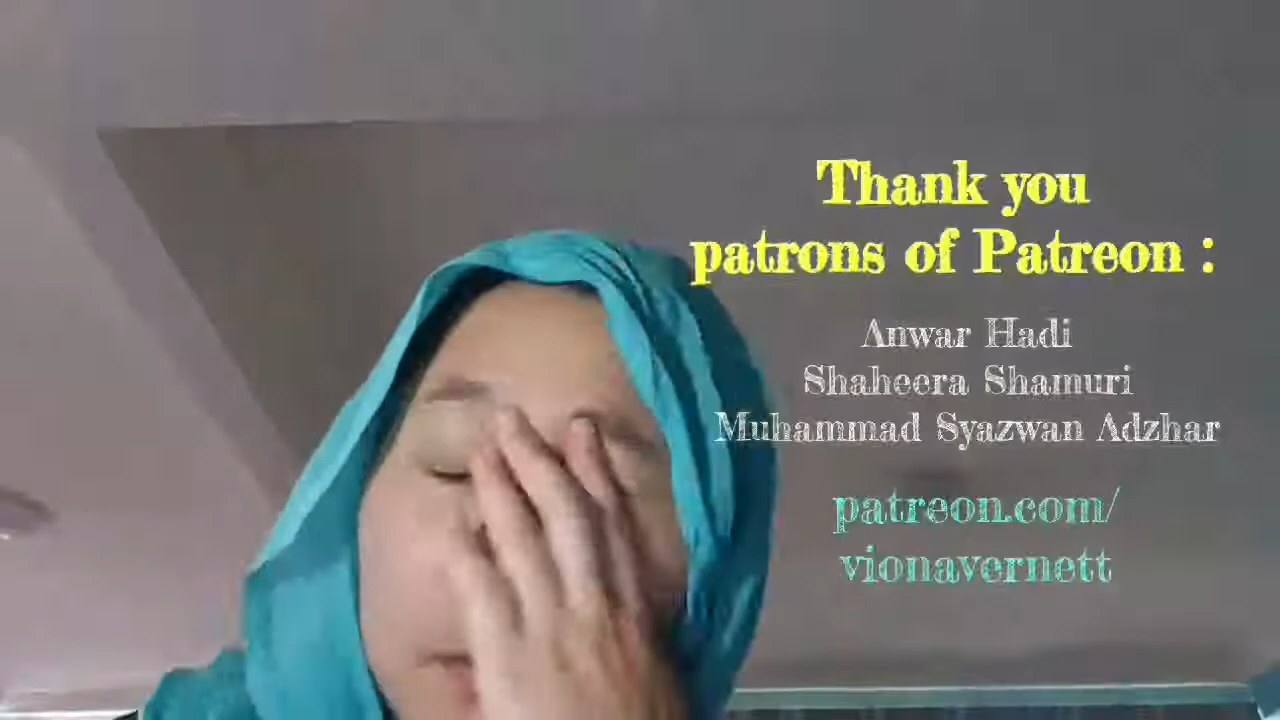 Thank you
patrons of Patreon :
Anwar Hadi
Shaheera Shamuri
Muhammad Syazwan Adzhar
patreon.com/
vionavernett